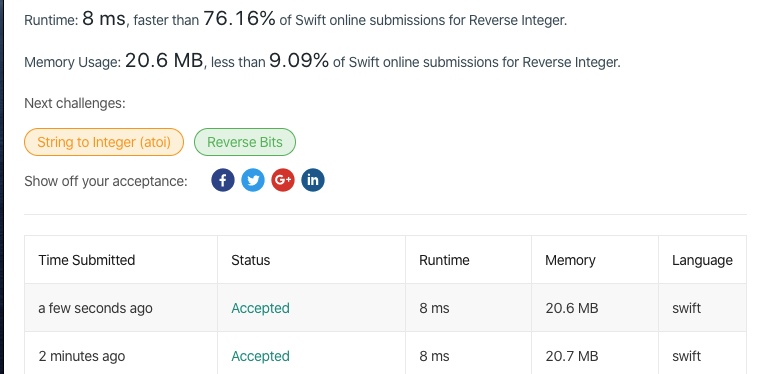 Runtime: 8 ms, faster than 76.16% of Swift online submissions for Reverse Integer.
Memory Usage: 20.6 MB, less than 9.09% of Swift online submissions for Reverse Integer.
Next challenges:
String to Integer (atoi) Reverse Bits
Show off your acceptance: f G+ in
Time Submitted Status Runtime Memory Language
a few seconds ago Accepted 8 ms 20.6 MB swift
2 minutes ago Accepted 8 ms 20.7 MB swift